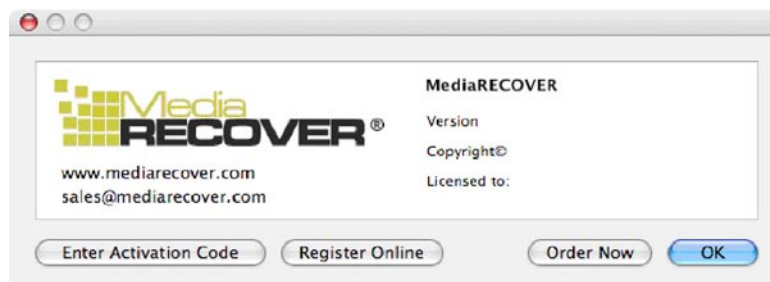 Media
RECOVER®
www.mediarecover.com
sales@mediarecover.com
MediaRECOVER
Version
Copyright©
Licensed to:
Enter Activation Code
Register Online
Order Now
OK